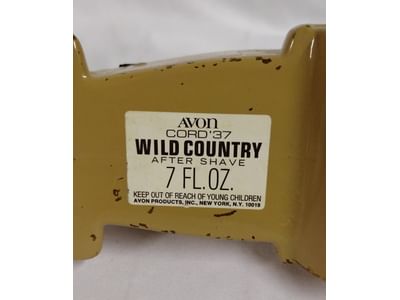 AVON
CORD '37
WILD COUNTRY
AFTER SHAVE
7 FL.OZ.
KEEP OUT OF REACH OF YOUNG CHILDREN
AVON PRODUCTS, INC., NEW YORK, N.Y. 10019